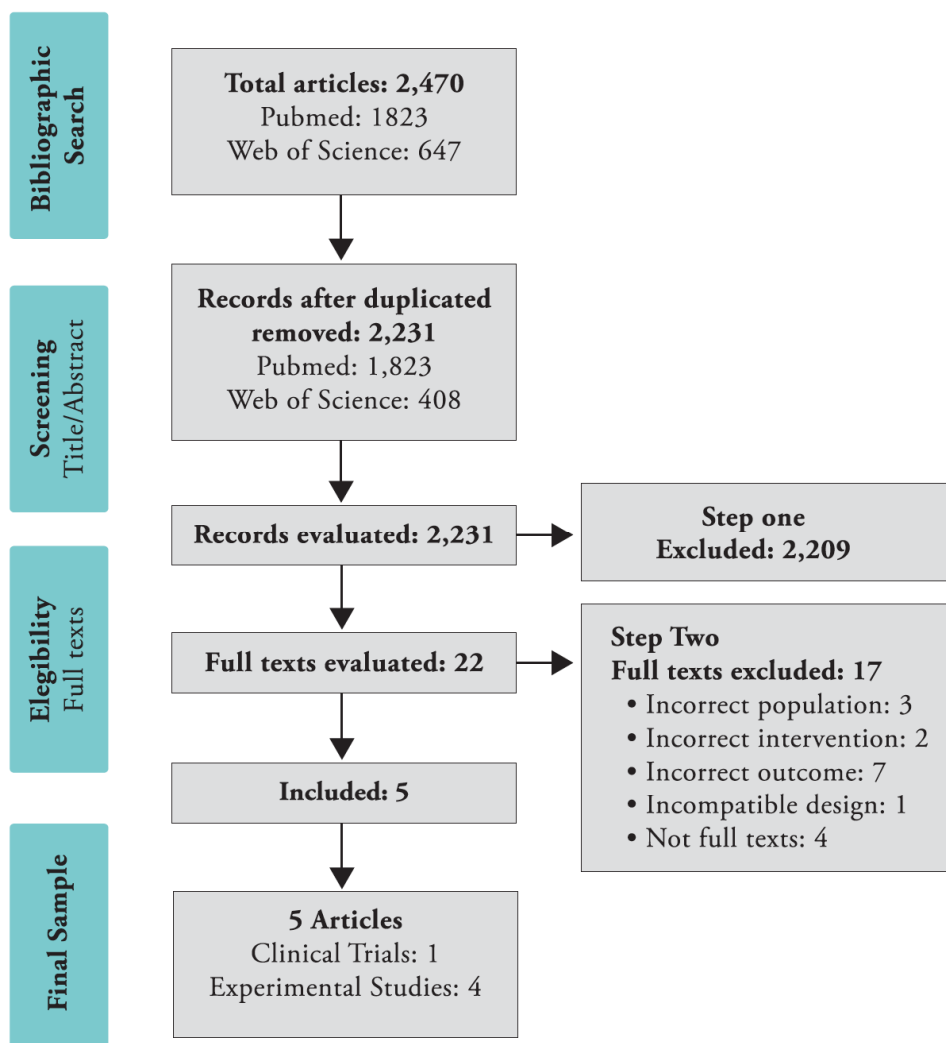 Bibliographic
Search
Total articles: 2,470
Pubmed: 1823
Web of Science: 647
Screening
Title/Abstract
Records after duplicated
removed: 2,231
Pubmed: 1,823
Web of Science: 408
Records evaluated: 2,231
Step one
Excluded: 2,209
Elegibility
Full texts
Full texts evaluated: 22
Step Two
Full texts excluded: 17
• Incorrect population: 3
• Incorrect intervention: 2
• Incorrect outcome: 7
• Incompatible design: 1
• Not full texts: 4
Included: 5
Final Sample
5 Articles
Clinical Trials: 1
Experimental Studies: 4